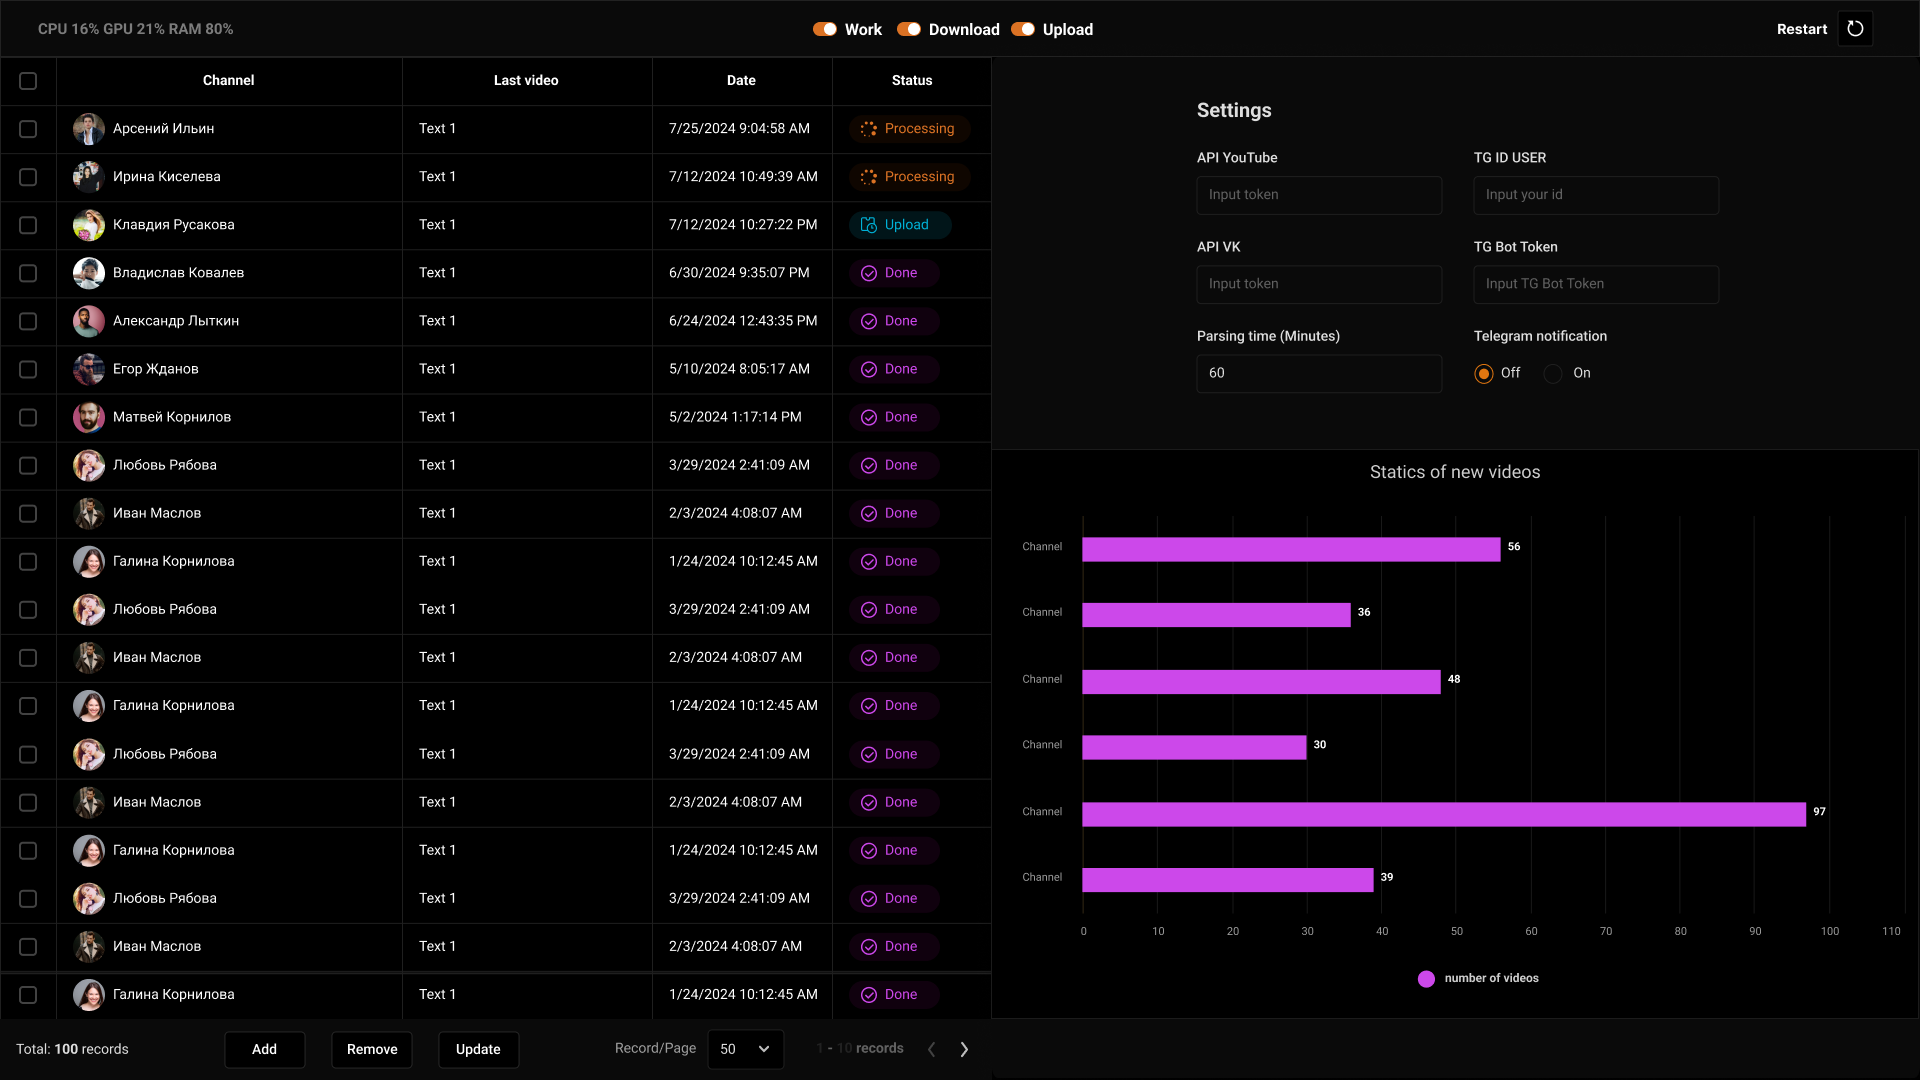 CPU 16% GPU 21% RAM 80%
Work Download Upload
Restart
Channel Last video Date Status
Арсений Ильин Text 1 7/25/2024 9:04:58 AM Processing
Ирина Киселева Text 1 7/12/2024 10:49:39 AM Processing
Клавдия Русакова Text 1 7/12/2024 10:27:22 PM Upload
Владислав Ковалев Text 1 6/30/2024 9:35:07 PM Done
Александр Лыткин Text 1 6/24/2024 12:43:35 PM Done
Егор Жданов Text 1 5/10/2024 8:05:17 AM Done
Матвей Корнилов Text 1 5/2/2024 1:17:14 PM Done
Любовь Рябова Text 1 3/29/2024 2:41:09 AM Done
Иван Маслов Text 1 2/3/2024 4:08:07 AM Done
Галина Корнилова Text 1 1/24/2024 10:12:45 AM Done
Любовь Рябова Text 1 3/29/2024 2:41:09 AM Done
Иван Маслов Text 1 2/3/2024 4:08:07 AM Done
Галина Корнилова Text 1 1/24/2024 10:12:45 AM Done
Любовь Рябова Text 1 3/29/2024 2:41:09 AM Done
Иван Маслов Text 1 2/3/2024 4:08:07 AM Done
Галина Корнилова Text 1 1/24/2024 10:12:45 AM Done
Любовь Рябова Text 1 3/29/2024 2:41:09 AM Done
Иван Маслов Text 1 2/3/2024 4:08:07 AM Done
Галина Корнилова Text 1 1/24/2024 10:12:45 AM Done
Total: 100 records
Add
Remove
Update
Record/Page 50 1 - 10 records
Settings
API YouTube TG ID USER
Input token Input your id
API VK TG Bot Token
Input token Input TG Bot Token
Parsing time (Minutes) Telegram notification
60 Off On
Statics of new videos
Channel 56
Channel 36
Channel 48
Channel 30
Channel 97
Channel 39
0 10 20 30 40 50 60 70 80 90 100 110
number of videos